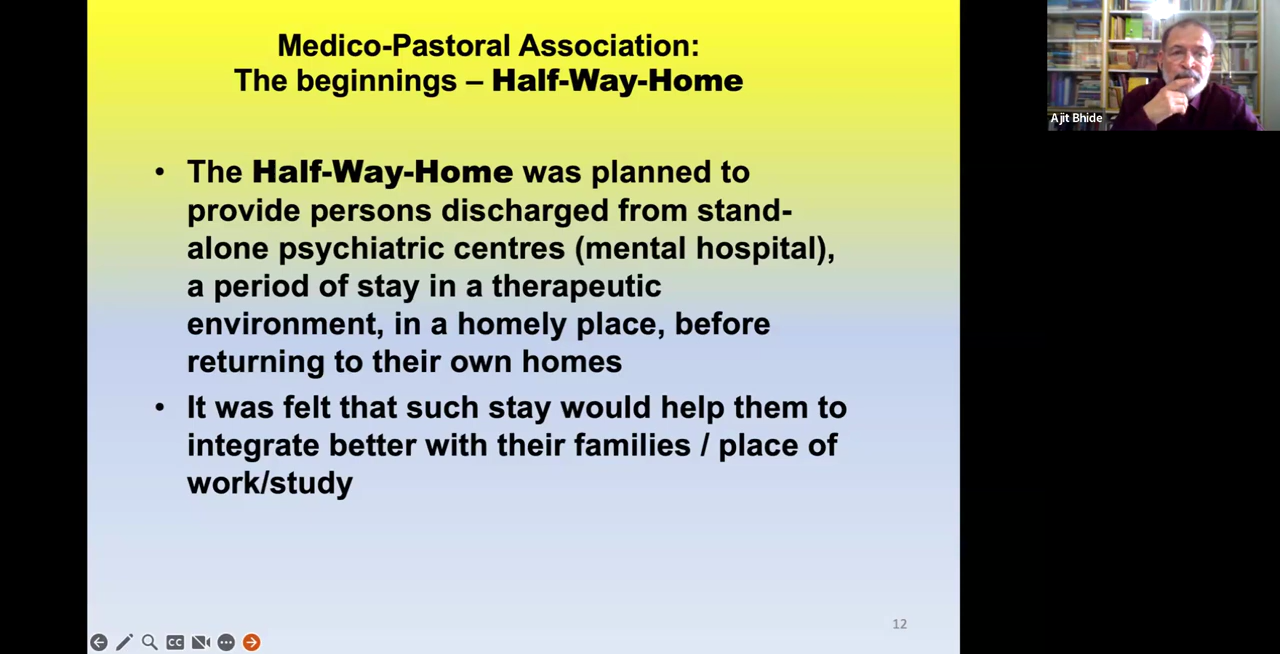 Medico-Pastoral Association:
The beginnings – Half-Way-Home
• The Half-Way-Home was planned to
provide persons discharged from stand-
alone psychiatric centres (mental hospital),
a period of stay in a therapeutic
environment, in a homely place, before
returning to their own homes
• It was felt that such stay would help them to
integrate better with their families / place of
work/study
12
CC
Ajit Bhide